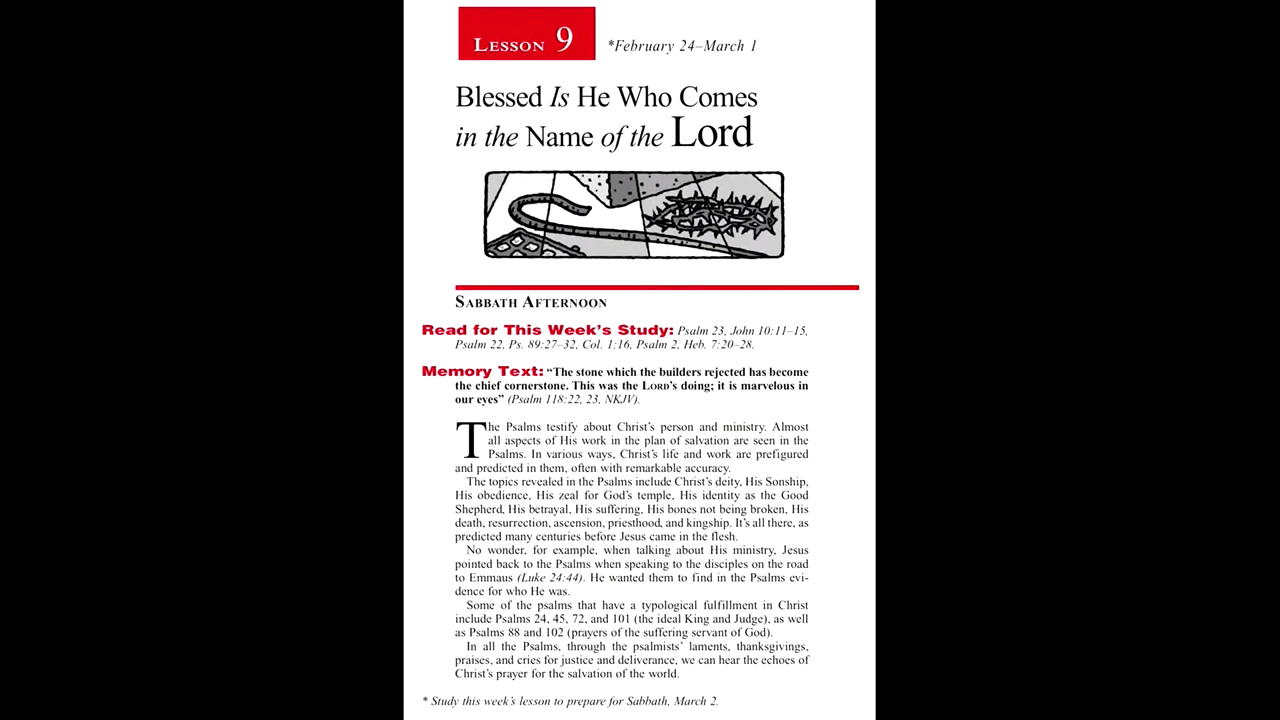 LESSON 9 *February 24–March 1
Blessed Is He Who Comes
in the Name of the Lord
SABBATH AFTERNOON
Read for This Week's Study: Psalm 23, John 10:11–15,
Psalm 22, Ps. 89:27–32, Col. 1:16, Psalm 2, Heb. 7:20–28.
Memory Text: “The stone which the builders rejected has become
the chief cornerstone. This was the LORD's doing; it is marvelous in
our eyes” (Psalm 118:22, 23, NKJV).
The Psalms testify about Christ's person and ministry. Almost
all aspects of His work in the plan of salvation are seen in the
Psalms. In various ways, Christ's life and work are prefigured
and predicted in them, often with remarkable accuracy.
The topics revealed in the Psalms include Christ's deity, His Sonship,
His obedience, His zeal for God's temple, His identity as the Good
Shepherd, His betrayal, His suffering, His bones not being broken, His
death, resurrection, ascension, priesthood, and kingship. It's all there, as
predicted many centuries before Jesus came in the flesh.
No wonder, for example, when talking about His ministry, Jesus
pointed back to the Psalms when speaking to the disciples on the road
to Emmaus (Luke 24:44). He wanted them to find in the Psalms evi-
dence for who He was.
Some of the psalms that have a typological fulfillment in Christ
include Psalms 24, 45, 72, and 101 (the ideal King and Judge), as well
as Psalms 88 and 102 (prayers of the suffering servant of God).
In all the Psalms, through the psalmists' laments, thanksgivings,
praises, and cries for justice and deliverance, we can hear the echoes of
Christ's prayer for the salvation of the world.
* Study this week's lesson to prepare for Sabbath, March 2.